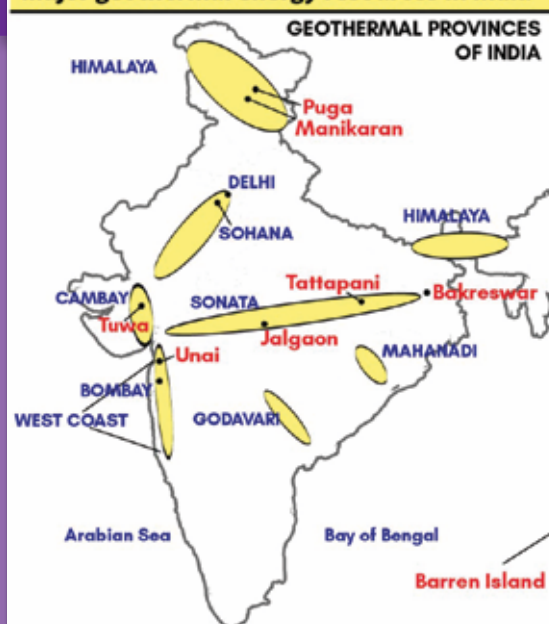 GEOTHERMAL PROVINCES
OF INDIA
HIMALAYA
Puga
Manikaran
DELHI
SOHANA
HIMALAYA
CAMBAY
SONATA
Tattapani
Bakreswar
Tuwa
Jalgaon
Unai
MAHANADI
BOMBAY
WEST COAST
GODAVARI
Arabian Sea
Bay of Bengal
Barren Island